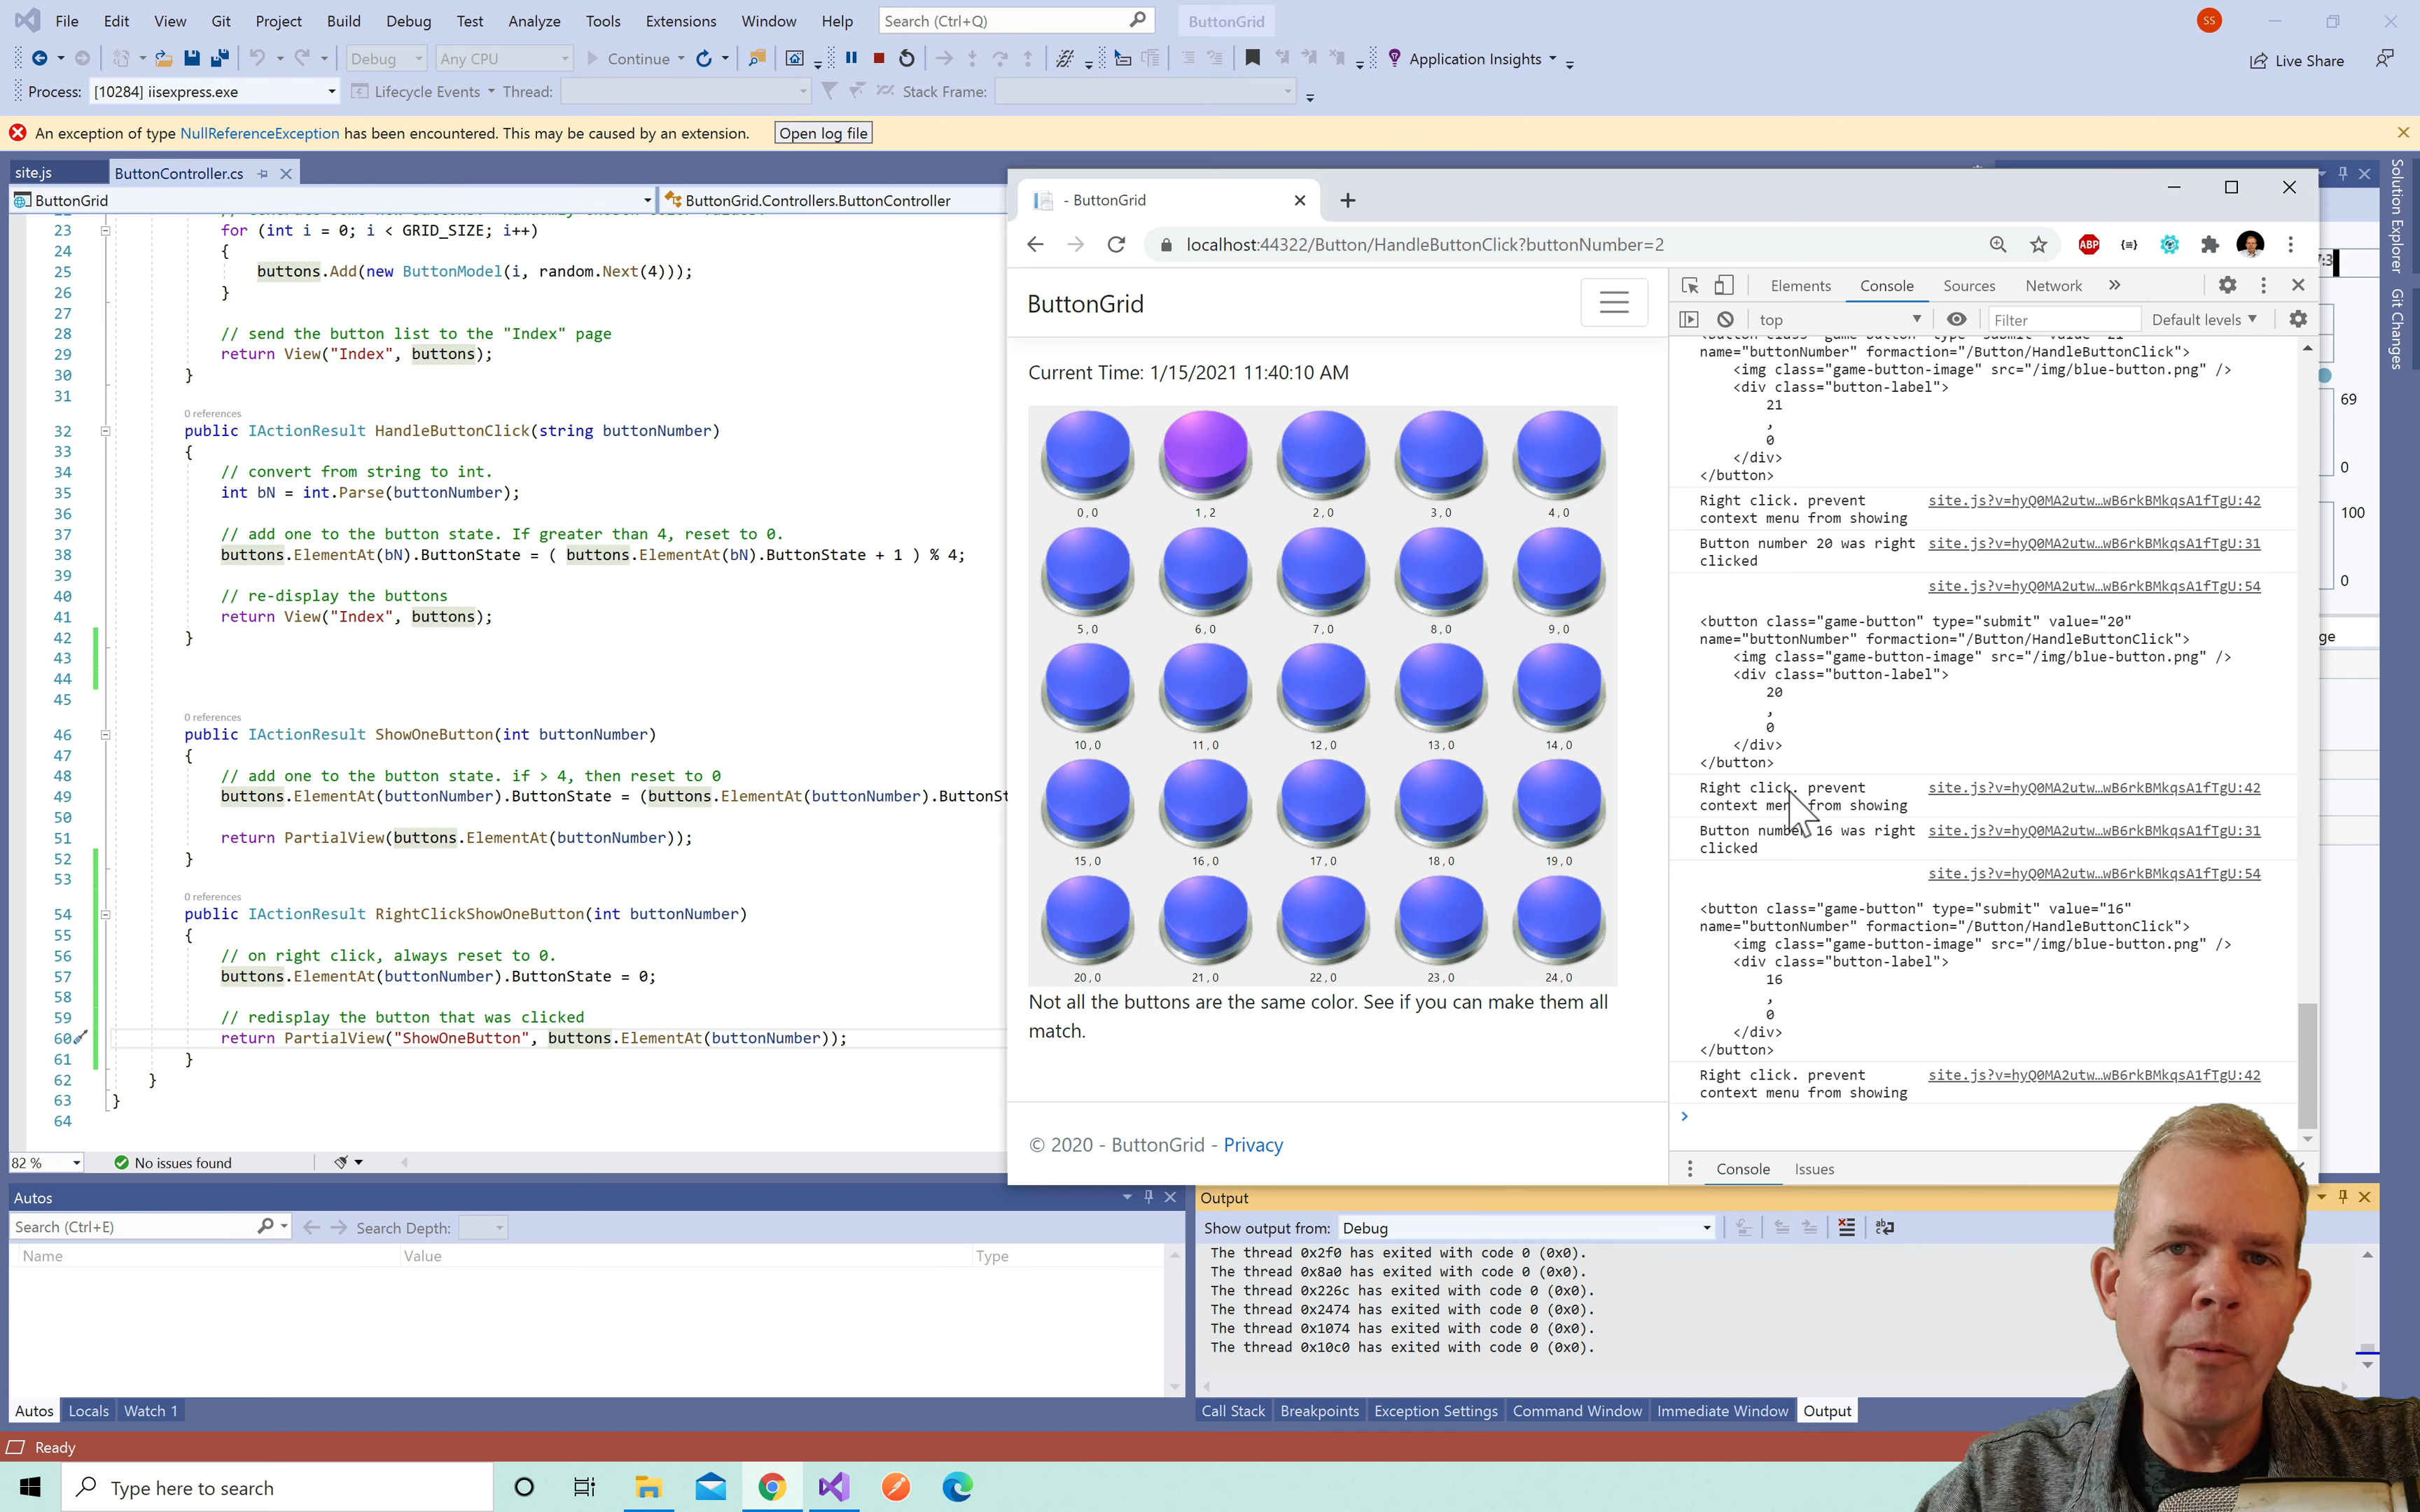 File Edit View Git Project Build Debug Test Analyze Tools Extensions Window Help Search (Ctrl+Q) ButtonGrid SS
Debug Any CPU Continue Application Insights Live Share
Process: [10284] iisexpress.exe Lifecycle Events Thread: Stack Frame:
An exception of type NullReferenceException has been encountered. This may be caused by an extension. Open log file
site.js ButtonController.cs
ButtonGrid ButtonGrid.Controllers.ButtonController
23 for (int i = 0; i < GRID_SIZE; i++)
24 {
25 buttons.Add(new ButtonModel(i, random.Next(4)));
26 }
27
28 // send the button list to the "Index" page
29 return View("Index", buttons);
30 }
31
0 references
32 public IActionResult HandleButtonClick(string buttonNumber)
33 {
34 // convert from string to int.
35 int bN = int.Parse(buttonNumber);
36
37 // add one to the button state. If greater than 4, reset to 0.
38 buttons.ElementAt(bN).ButtonState = ( buttons.ElementAt(bN).ButtonState + 1 ) % 4;
39
40 // re-display the buttons
41 return View("Index", buttons);
42 }
43
44
45
0 references
46 public IActionResult ShowOneButton(int buttonNumber)
47 {
48 // add one to the button state. if > 4, then reset to 0
49 buttons.ElementAt(buttonNumber).ButtonState = (buttons.ElementAt(buttonNumber).ButtonSt
50
51 return PartialView(buttons.ElementAt(buttonNumber));
52 }
53
0 references
54 public IActionResult RightClickShowOneButton(int buttonNumber)
55 {
56 // on right click, always reset to 0.
57 buttons.ElementAt(buttonNumber).ButtonState = 0;
58
59 // redisplay the button that was clicked
60 return PartialView("ShowOneButton", buttons.ElementAt(buttonNumber));
61 }
62 }
63 }
64
82 % No issues found
- ButtonGrid
localhost:44322/Button/HandleButtonClick?buttonNumber=2 ABP
ButtonGrid
Current Time: 1/15/2021 11:40:10 AM
0,0 1,2 2,0 3,0 4,0
5,0 6,0 7,0 8,0 9,0
10,0 11,0 12,0 13,0 14,0
15,0 16,0 17,0 18,0 19,0
20,0 21,0 22,0 23,0 24,0
Not all the buttons are the same color. See if you can make them all
match.
© 2020 - ButtonGrid - Privacy
Elements Console Sources Network
top Filter Default levels
name="buttonNumber" formaction="/Button/HandleButtonClick">
<img class="game-button-image" src="/img/blue-button.png" />
<div class="button-label">
21
,
0
</div>
</button>
Right click. prevent site.js?v=hyQ0MA2utw…wB6rkBMkqsA1fTgU:42
context menu from showing
Button number 20 was right site.js?v=hyQ0MA2utw…wB6rkBMkqsA1fTgU:31
clicked
site.js?v=hyQ0MA2utw…wB6rkBMkqsA1fTgU:54
<button class="game-button" type="submit" value="20"
name="buttonNumber" formaction="/Button/HandleButtonClick">
<img class="game-button-image" src="/img/blue-button.png" />
<div class="button-label">
20
,
0
</div>
</button>
Right click. prevent site.js?v=hyQ0MA2utw…wB6rkBMkqsA1fTgU:42
context menu from showing
Button number 16 was right site.js?v=hyQ0MA2utw…wB6rkBMkqsA1fTgU:31
clicked
site.js?v=hyQ0MA2utw…wB6rkBMkqsA1fTgU:54
<button class="game-button" type="submit" value="16"
name="buttonNumber" formaction="/Button/HandleButtonClick">
<img class="game-button-image" src="/img/blue-button.png" />
<div class="button-label">
16
,
0
</div>
</button>
Right click. prevent site.js?v=hyQ0MA2utw…wB6rkBMkqsA1fTgU:42
context menu from showing
Console Issues
Solution Explorer
Git Changes
69
0
100
0
Autos
Search (Ctrl+E) Search Depth:
Name Value Type
Autos Locals Watch 1
Output
Show output from: Debug
The thread 0x2f0 has exited with code 0 (0x0).
The thread 0x8a0 has exited with code 0 (0x0).
The thread 0x226c has exited with code 0 (0x0).
The thread 0x2474 has exited with code 0 (0x0).
The thread 0x1074 has exited with code 0 (0x0).
The thread 0x10c0 has exited with code 0 (0x0).
Call Stack Breakpoints Exception Settings Command Window Immediate Window Output
Ready
Type here to search